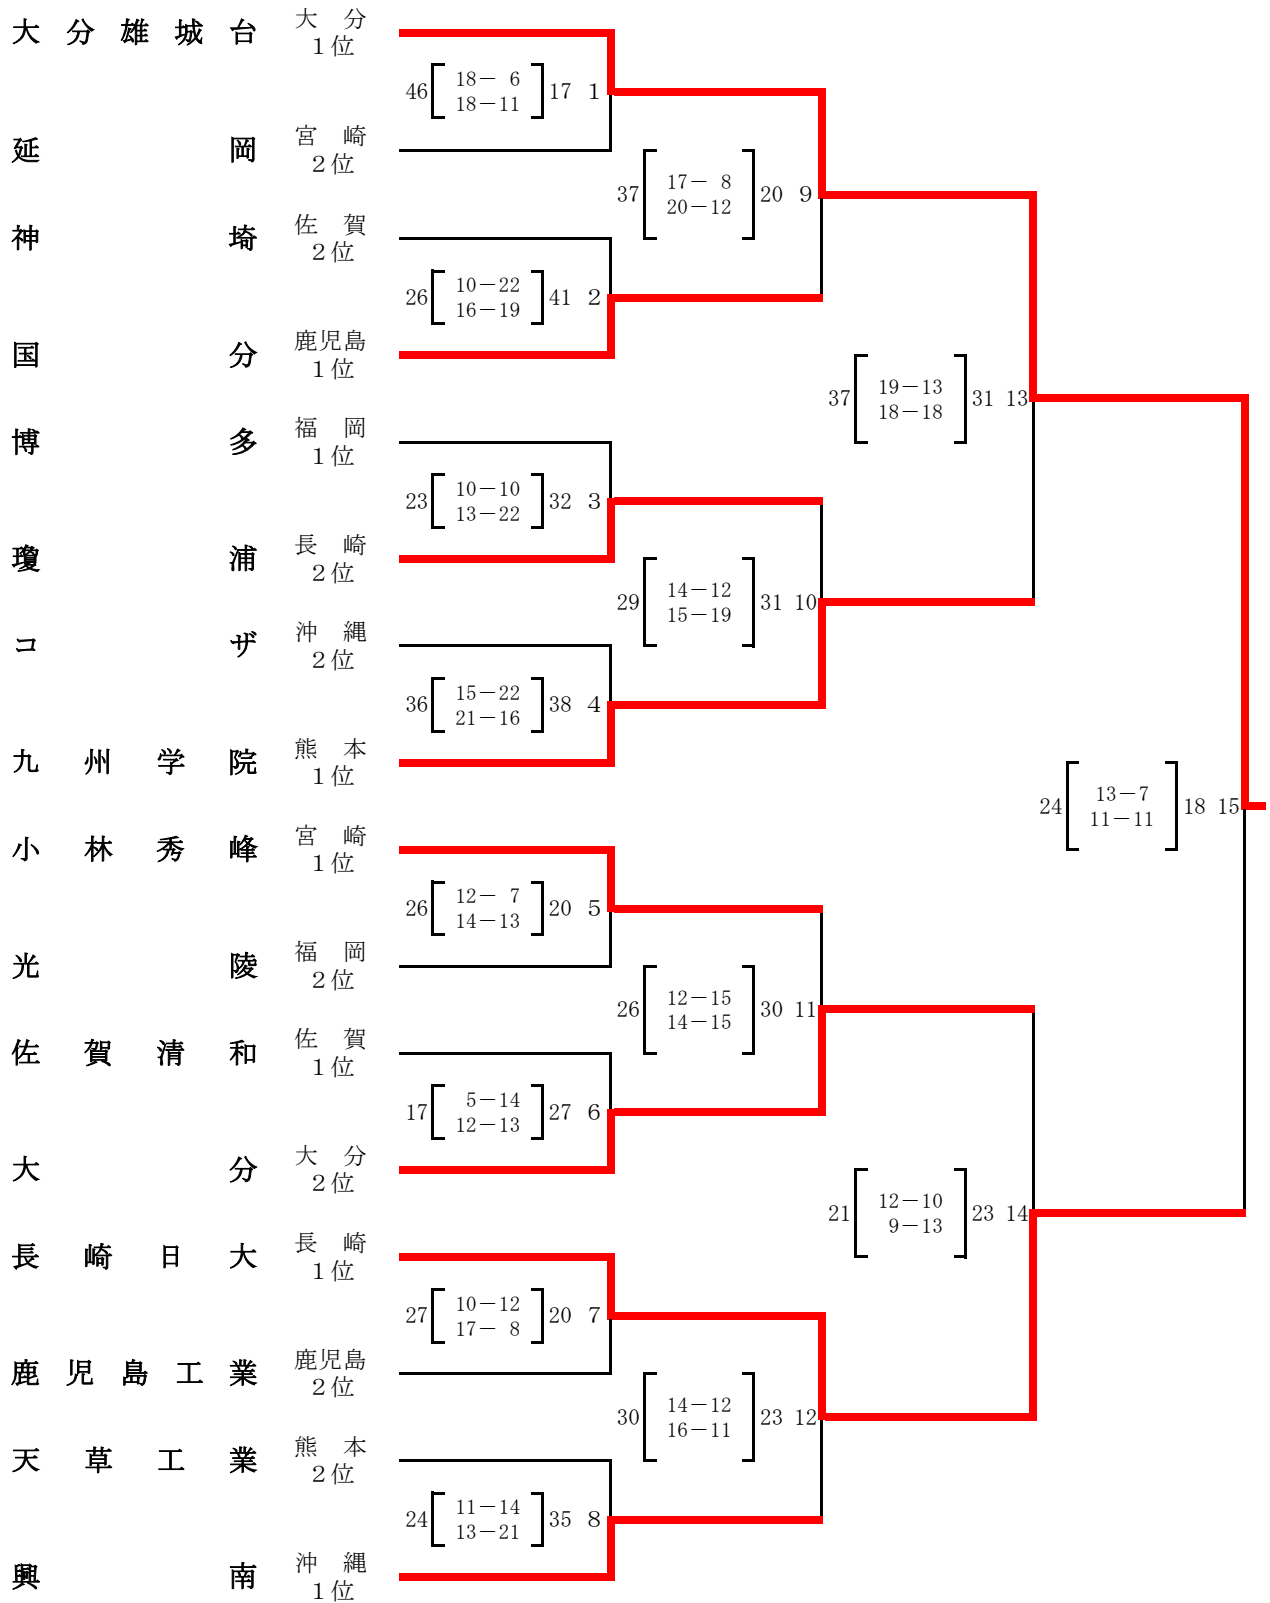 大分雄城台 大分
1位
46 18－ 6 17 1
18－11
延岡 宮崎
2位
37 17－ 8 20 9
20－12
神埼 佐賀
2位
26 10－22 41 2
16－19
国分 鹿児島
1位
37 19－13 31 13
18－18
博多 福岡
1位
23 10－10 32 3
13－22
瓊浦 長崎
2位
29 14－12 31 10
15－19
コザ 沖縄
2位
36 15－22 38 4
21－16
九州学院 熊本
1位
24 13－7 18 15
11－11
小林秀峰 宮崎
1位
26 12－ 7 20 5
14－13
光陵 福岡
2位
26 12－15 30 11
14－15
佐賀清和 佐賀
1位
17 5－14 27 6
12－13
大分 大分
2位
21 12－10 23 14
9－13
長崎日大 長崎
1位
27 10－12 20 7
17－ 8
鹿児島工業 鹿児島
2位
30 14－12 23 12
16－11
天草工業 熊本
2位
24 11－14 35 8
13－21
興南 沖縄
1位